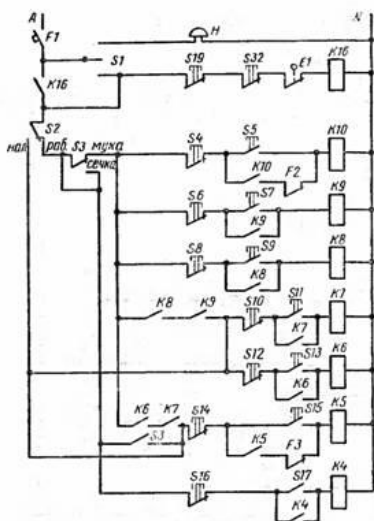 A N
F1 H
S1
K16 S19 S32 E1 K16
S2
нал. раб. S3 мука S4 S5 K10
сечка
K10 F2
S6 S7 K9
K9
S8 S9 K8
K8
K8 K9 S10 S11 K7
K7
S12 S13 K6
K6
K6 K7 S14 S15 K5
S3 K5 F3
S16 S17 K4
K4